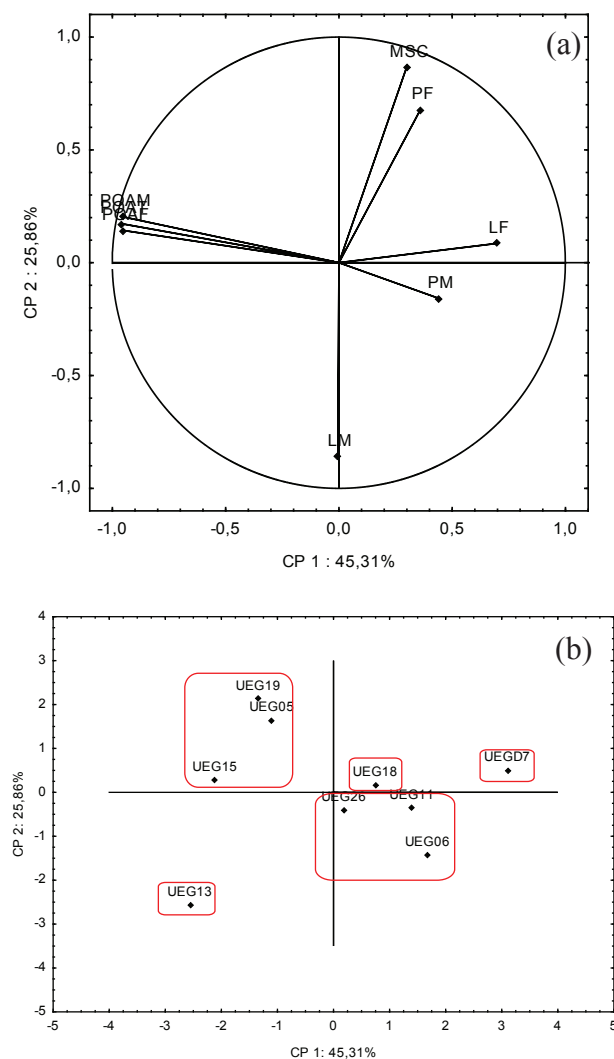 (a)
1,0
MSC
PF
0,5
PQAM
LF
0,0
PM
-0,5
LM
-1,0
CP 2 : 25,86%
-1,0 -0,5 0,0 0,5 1,0
CP 1 : 45,31%
(b)
4
3
UEG19
2
UEG05
UEGD7
1
UEG15 UEG18
0
UEG26 UEG11
-1
UEG06
-2
UEG13
-3
-4
-5
CP 2: 25,86%
-5 -4 -3 -2 -1 0 1 2 3 4 5
CP 1: 45,31%